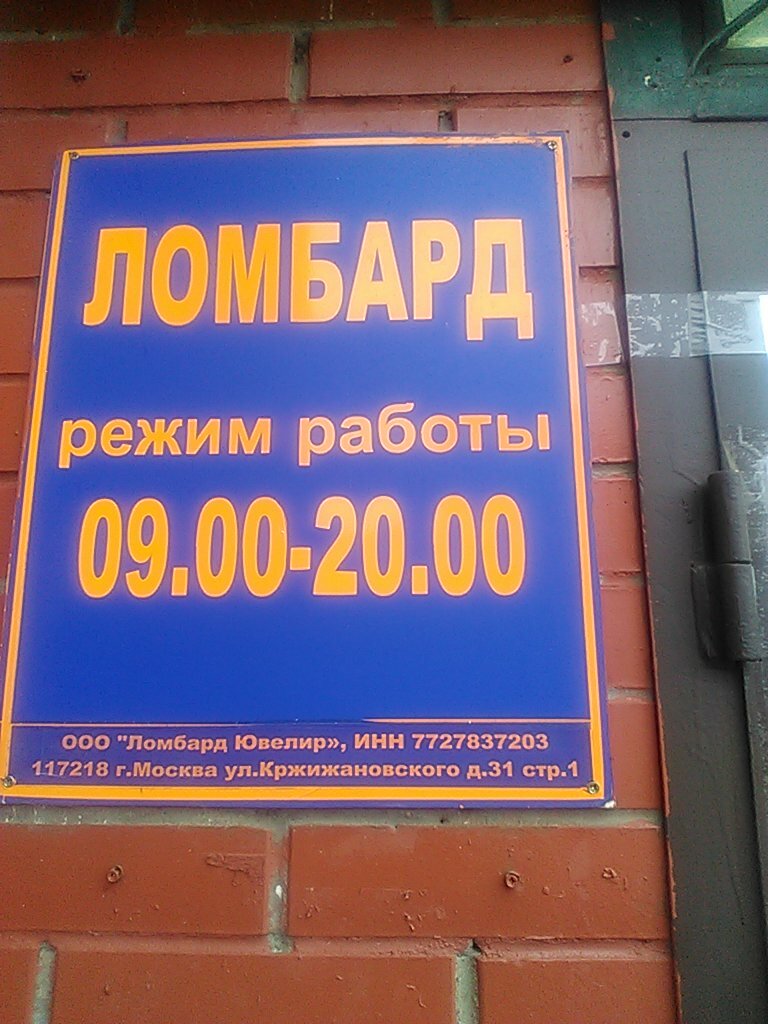 ЛОМБАРД
режим работы
09.00-20.00
ООО "Ломбард Ювелир», ИНН 7727837203
117218 г.Москва ул.Кржижановского д.31 стр.1